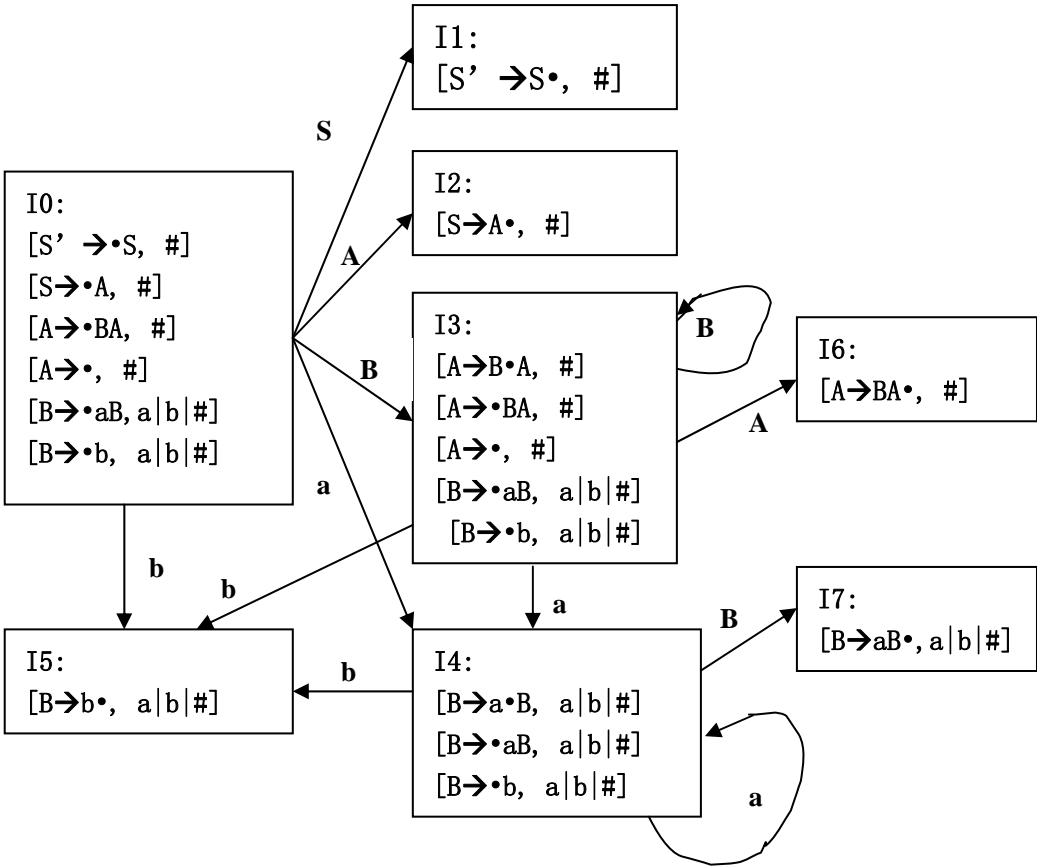 I1:
[S’ →S•, #]
S
I2:
[S→A•, #]
A
I0:
[S’ →•S, #]
[S→•A, #]
[A→•BA, #]
[A→•, #]
[B→•aB,a|b|#]
[B→•b, a|b|#]
B
a
b
I3:
[A→B•A, #]
[A→•BA, #]
[A→•, #]
[B→•aB, a|b|#]
[B→•b, a|b|#]
B
A
I6:
[A→BA•, #]
b
a
I5:
[B→b•, a|b|#]
b
I4:
[B→a•B, a|b|#]
[B→•aB, a|b|#]
[B→•b, a|b|#]
B
a
I7:
[B→aB•,a|b|#]